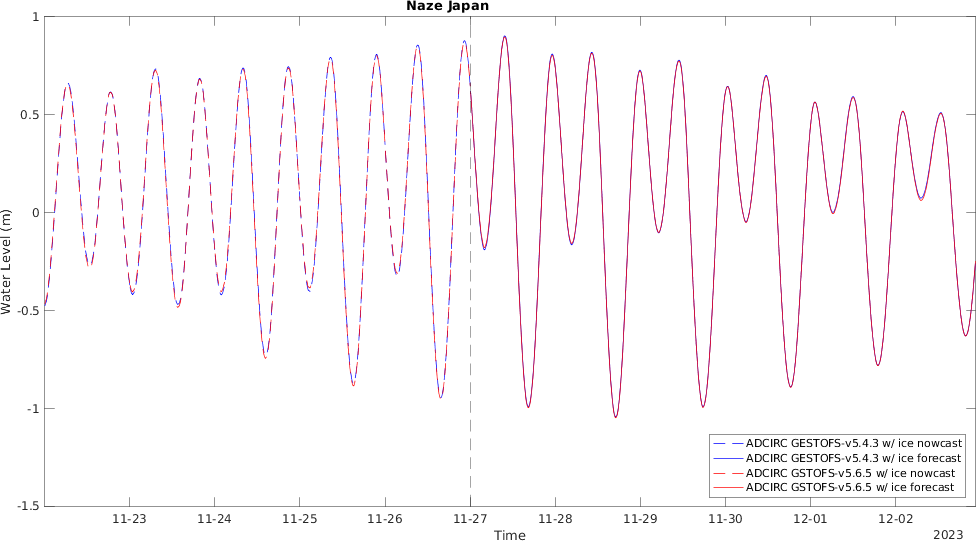 Naze Japan
1
0.5
0
-0.5
-1
-1.5
Water Level (m)
ADCIRC GESTOFS-v5.4.3 w/ ice nowcast
ADCIRC GESTOFS-v5.4.3 w/ ice forecast
ADCIRC GSTOFS-v5.6.5 w/ ice nowcast
ADCIRC GSTOFS-v5.6.5 w/ ice forecast
11-23 11-24 11-25 11-26 11-27 11-28 11-29 11-30 12-01 12-02
Time
2023